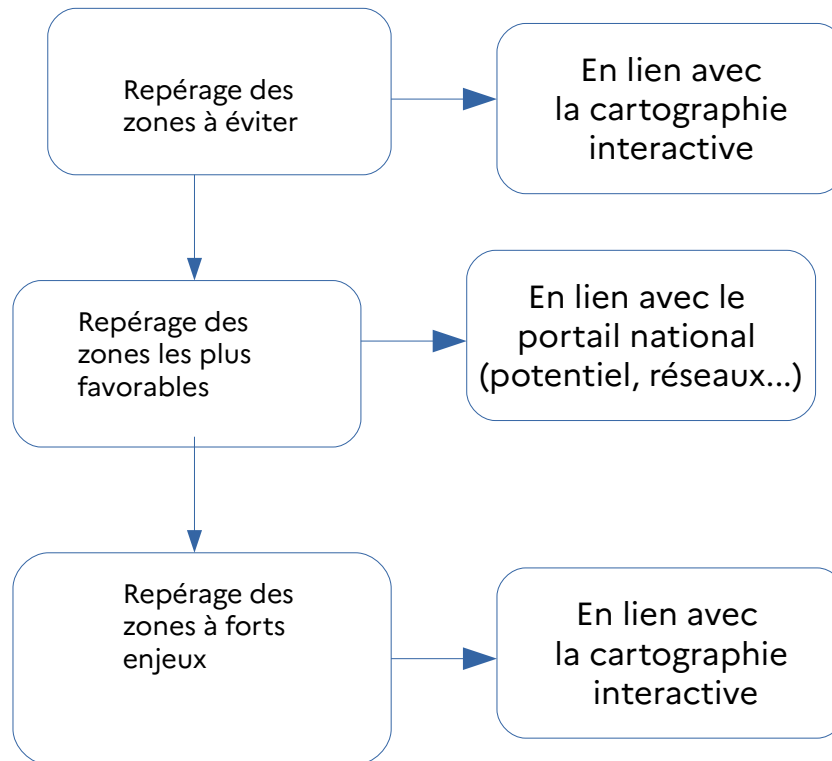 Repérage des
zones à éviter
En lien avec
la cartographie
interactive
Repérage des
zones les plus
favorables
En lien avec le
portail national
(potentiel, réseaux...)
Repérage des
zones à forts
enjeux
En lien avec
la cartographie
interactive